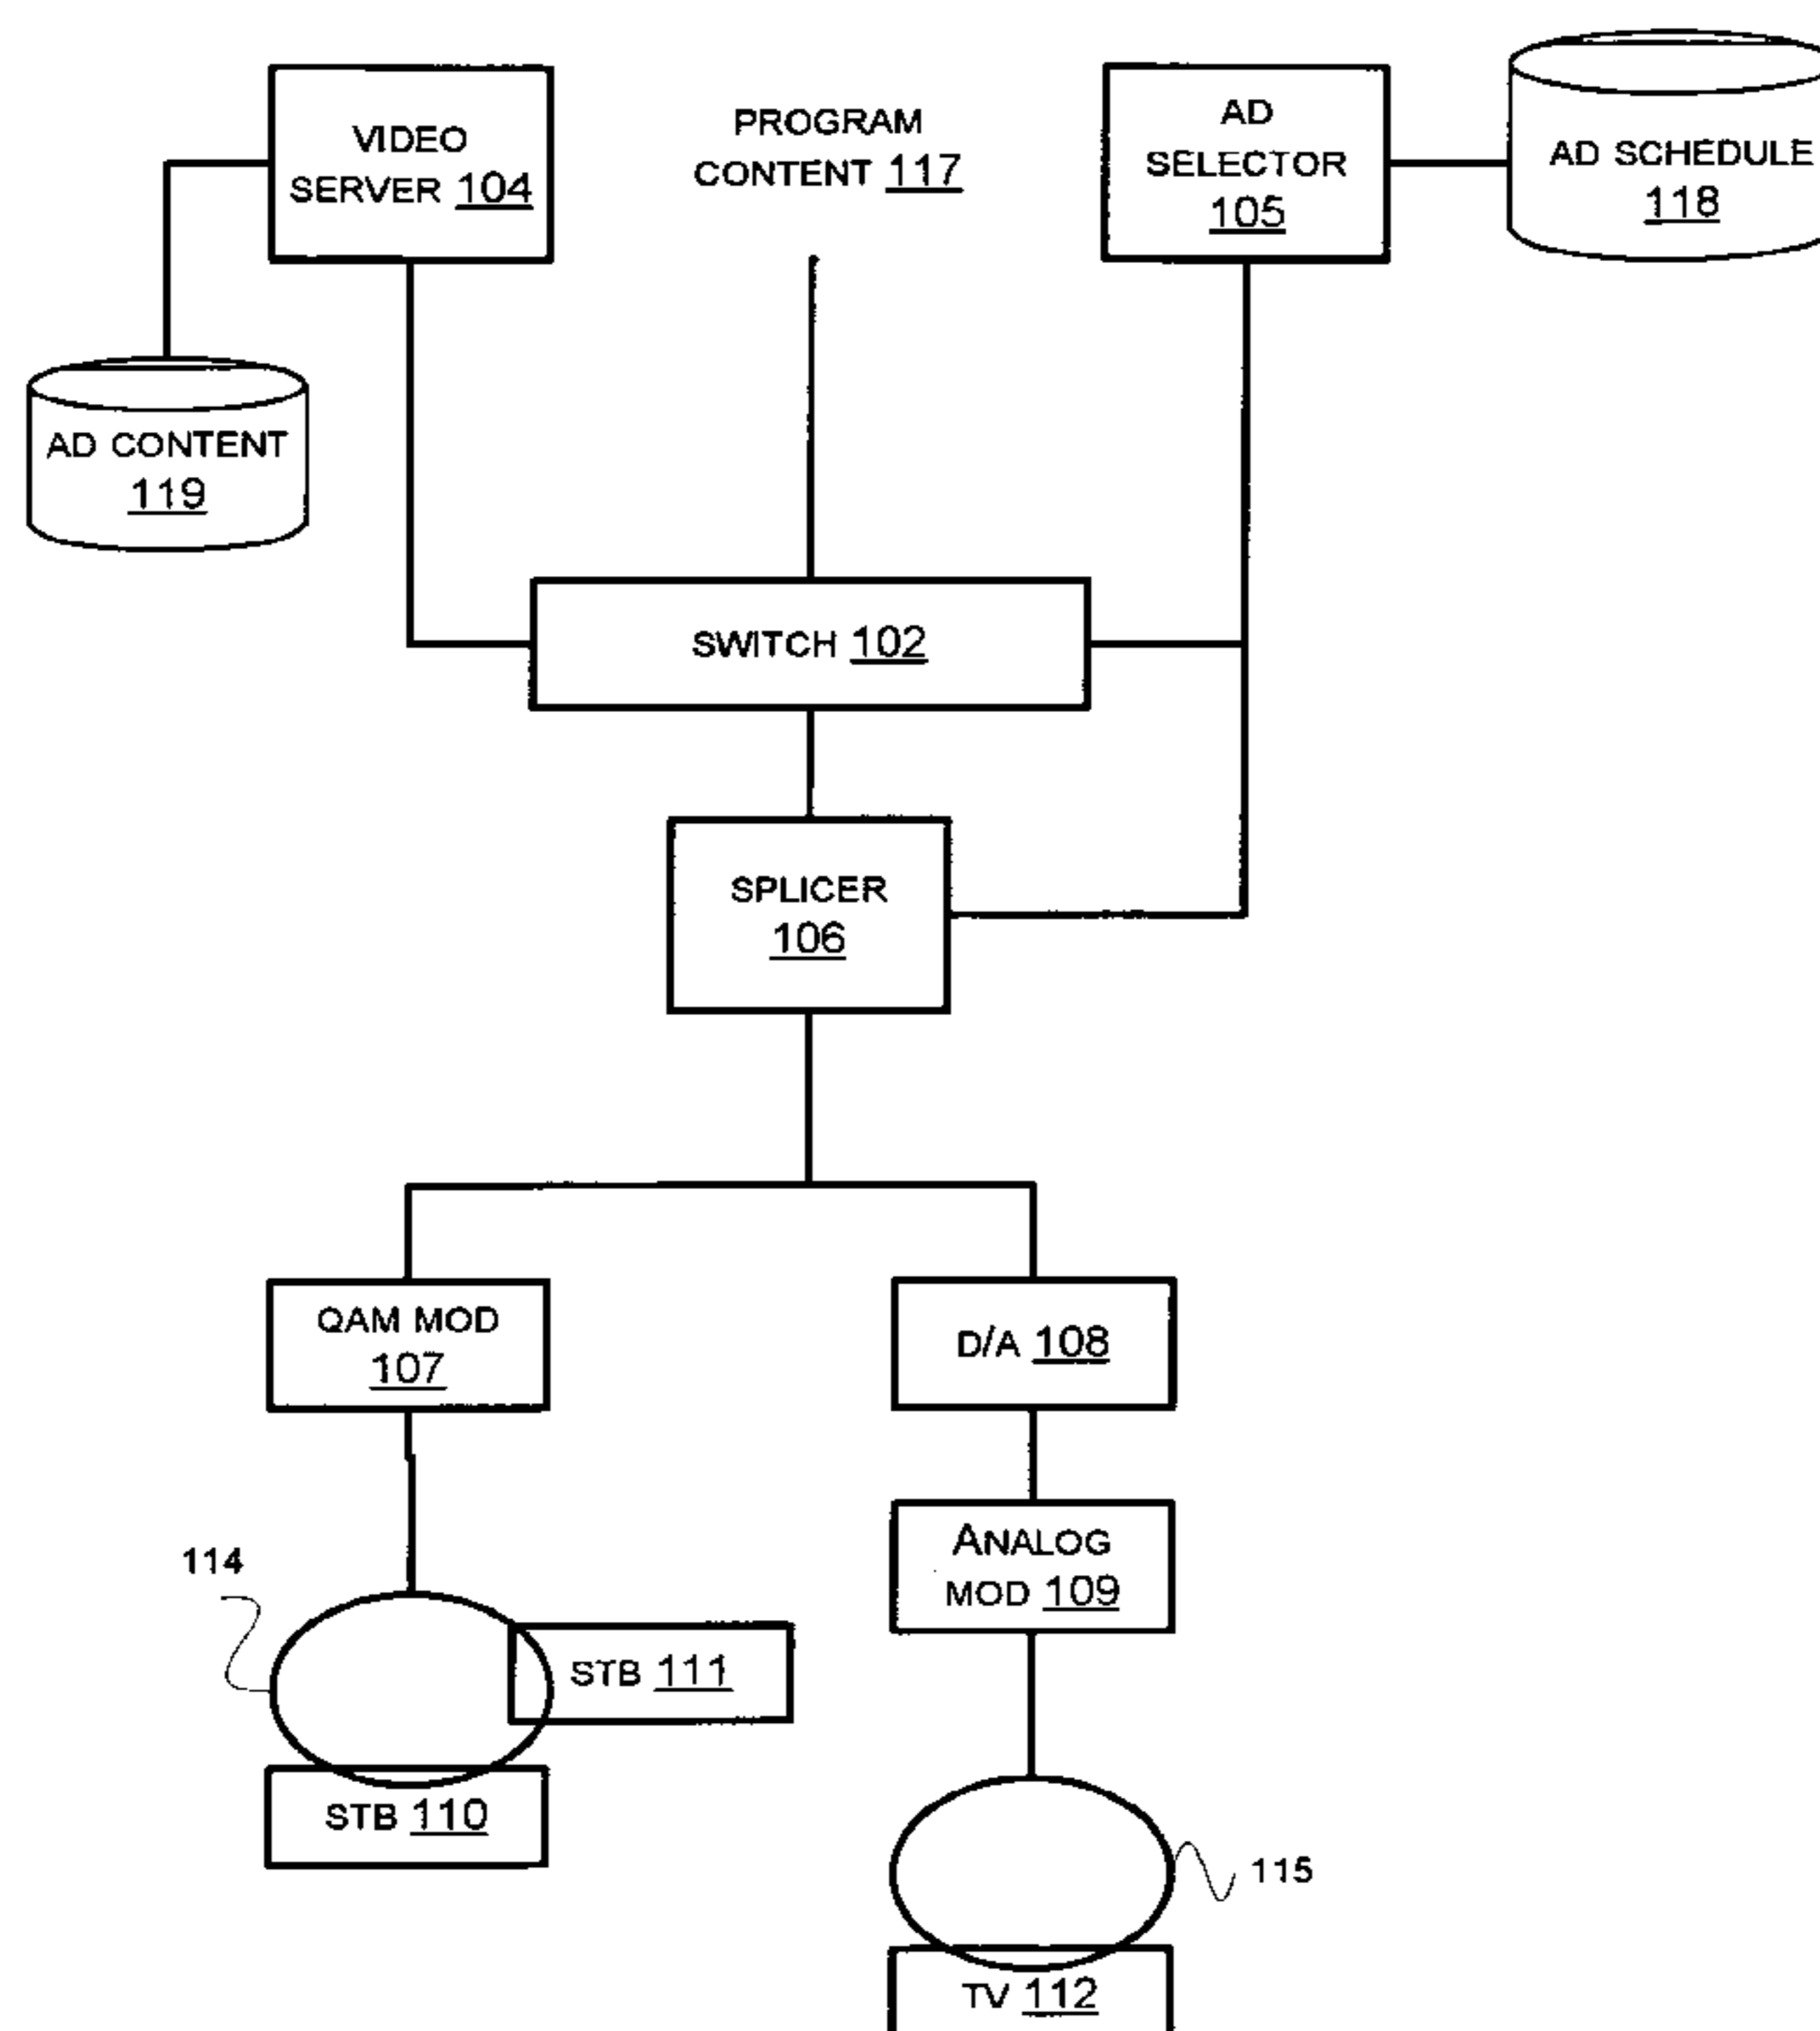 VIDEO
SERVER 104
PROGRAM
CONTENT 117
AD
SELECTOR
105
AD SCHEDULE
118
AD CONTENT
119
SWITCH 102
SPLICER
106
QAM MOD
107
D/A 108
ANALOG
MOD 109
114
STB 111
STB 110
115
TV 112